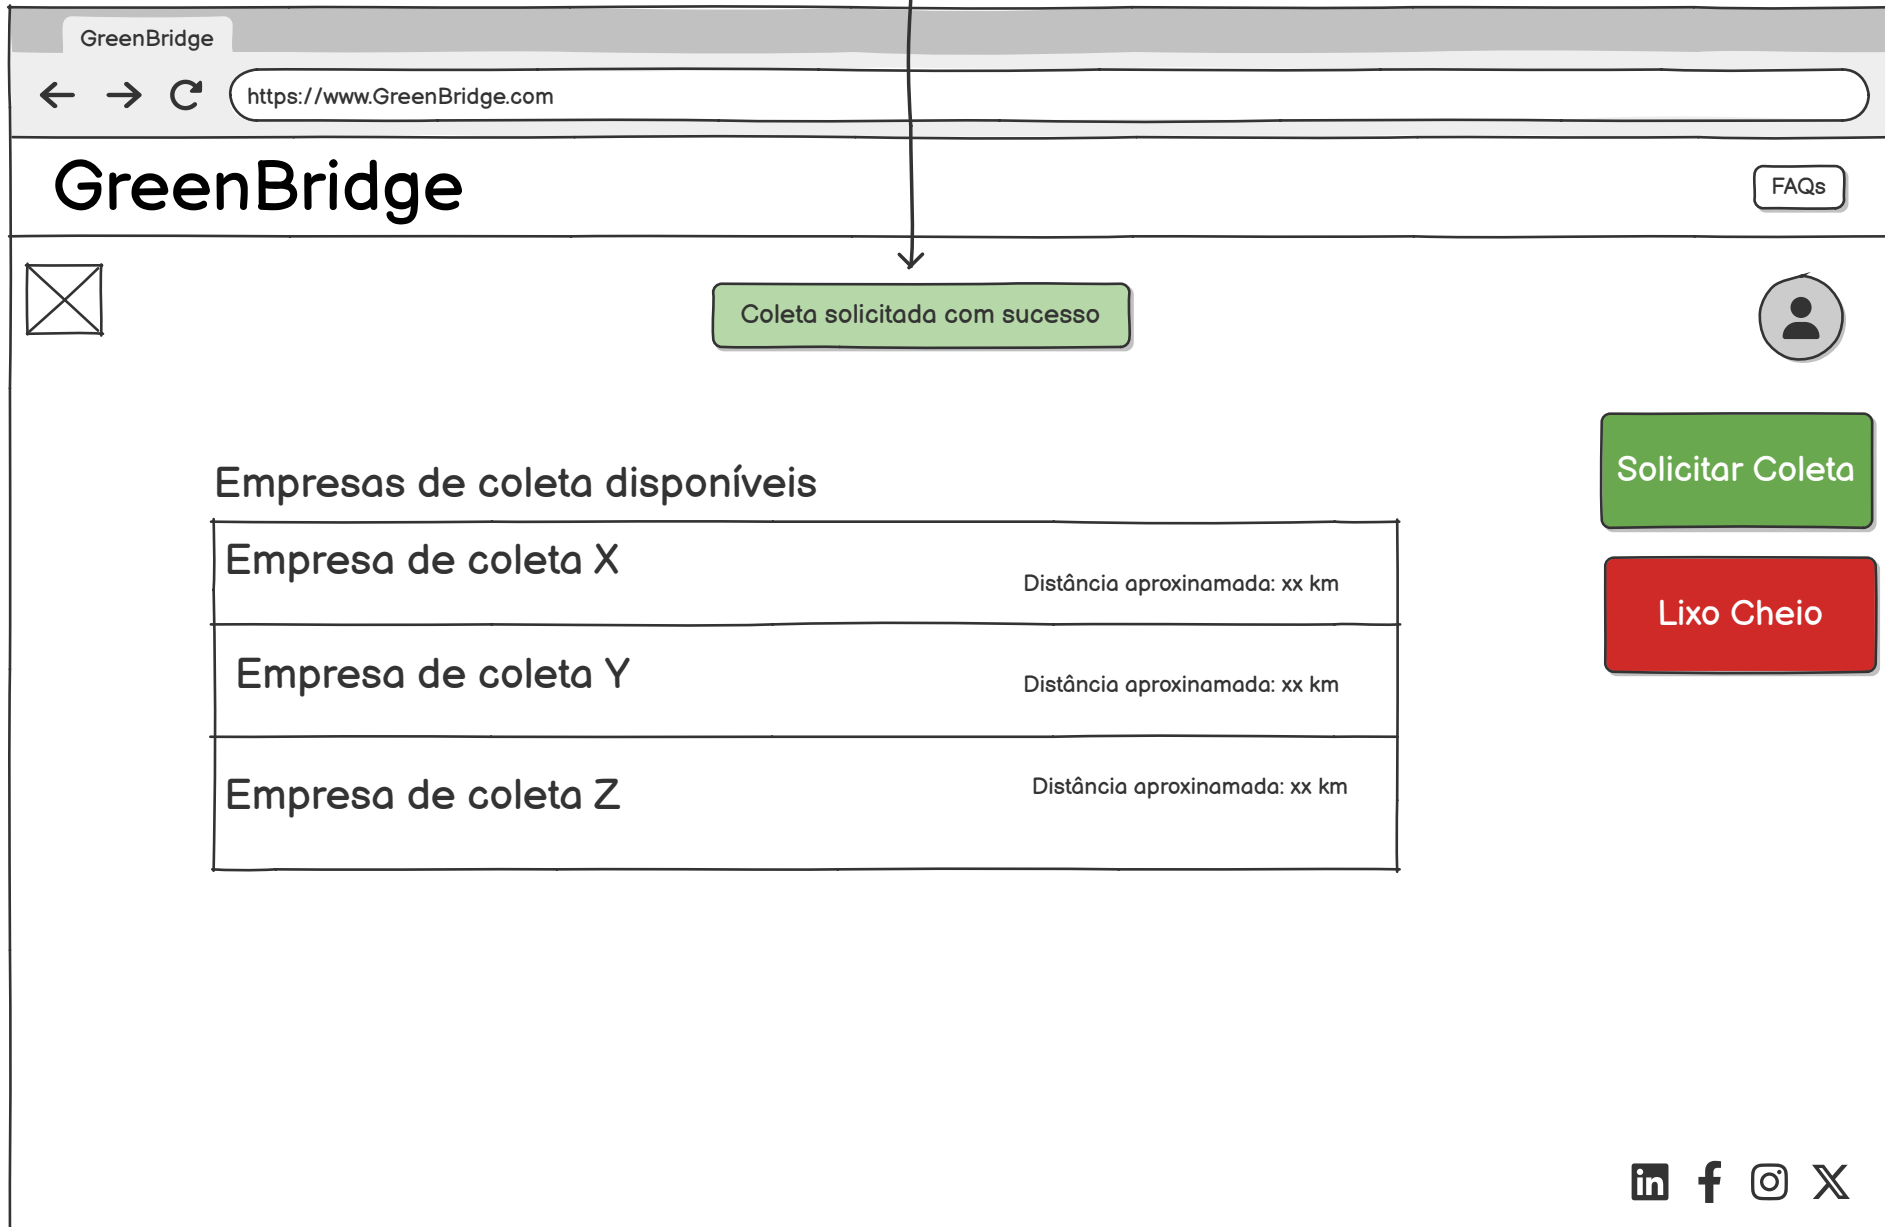 GreenBridge
https://www.GreenBridge.com
GreenBridge
FAQs
Coleta solicitada com sucesso
Solicitar Coleta
Empresas de coleta disponíveis
Empresa de coleta X
Distância aproxinamada: xx km
Lixo Cheio
Empresa de coleta Y
Distância aproxinamada: xx km
Empresa de coleta Z
Distância aproxinamada: xx km